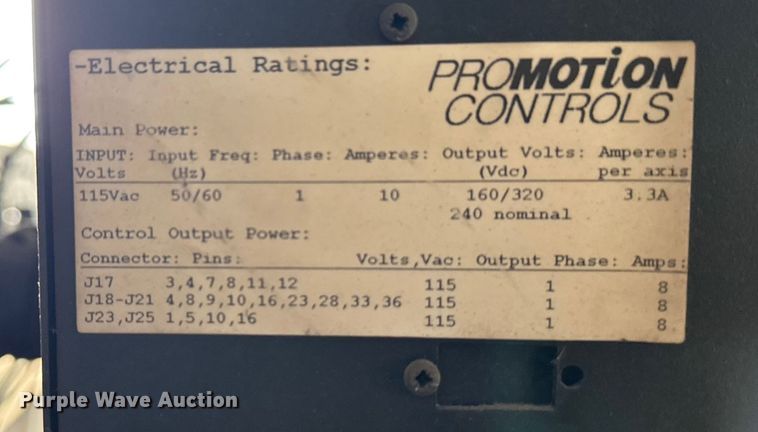 -Electrical Ratings:
PROMOTiON
CONTROLS
Main Power:
INPUT: Input Freq: Phase: Amperes: Output Volts: Amperes:
Volts (Hz) (Vdc) per axis
115Vac 50/60 1 10 160/320 3.3A
240 nominal
Control Output Power:
Connector: Pins: Volts,Vac: Output Phase: Amps:
J17 3,4,7,8,11,12 115 1 8
J18-J21 4,8,9,10,16,23,28,33,36 115 1 8
J23,J25 1,5,10,16 115 1 8
Purple Wave Auction